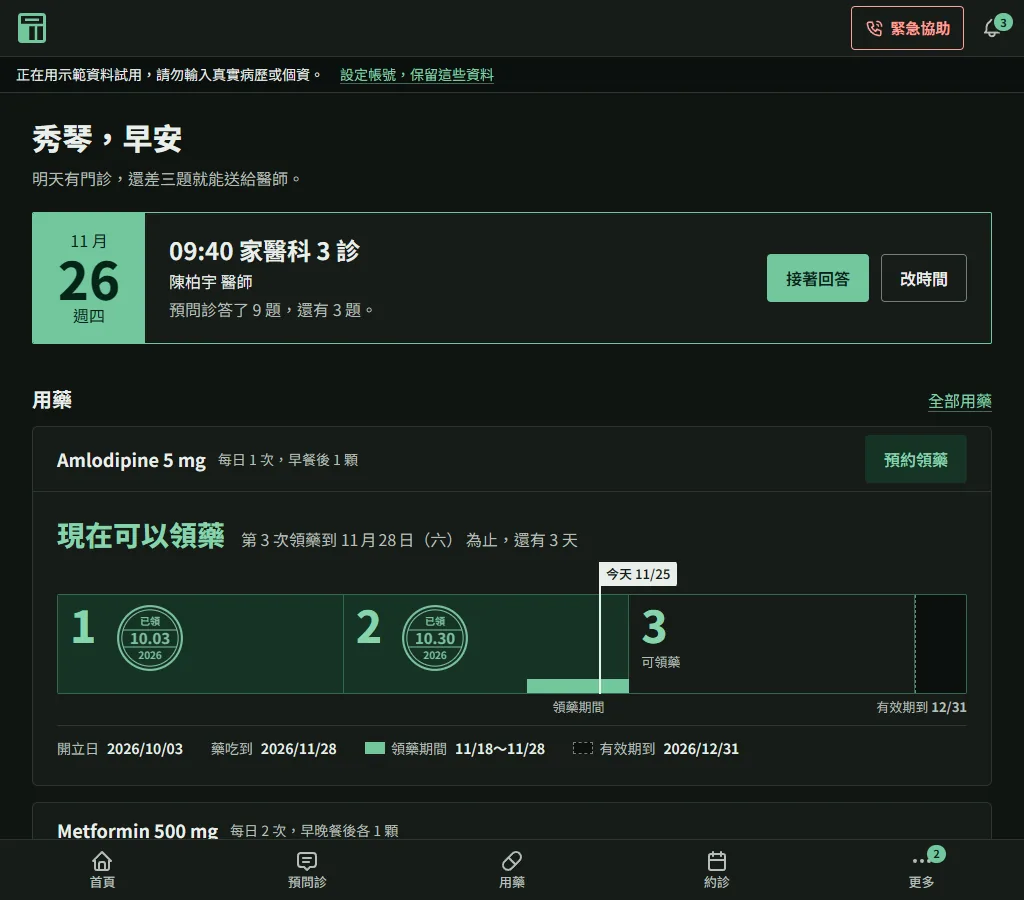 緊急協助
3
正在用示範資料試用，請勿輸入真實病歷或個資。 設定帳號，保留這些資料
秀琴，早安
明天有門診，還差三題就能送給醫師。
11 月
26
週四
09:40 家醫科 3 診
陳柏宇 醫師
預問診答了 9 題，還有 3 題。
接著回答
改時間
用藥
全部用藥
Amlodipine 5 mg 每日 1 次，早餐後 1 顆
預約領藥
現在可以領藥 第 3 次領藥到 11月28日（六） 為止，還有 3 天
今天 11/25
1
已領
10.03
2026
2
已領
10.30
2026
3
可領藥
領藥期間
有效期到 12/31
開立日 2026/10/03 藥吃到 2026/11/28 領藥期間 11/18～11/28 有效期到 2026/12/31
Metformin 500 mg 每日 2 次，早晚餐後各 1 顆
首頁
預問診
用藥
約診
2
更多